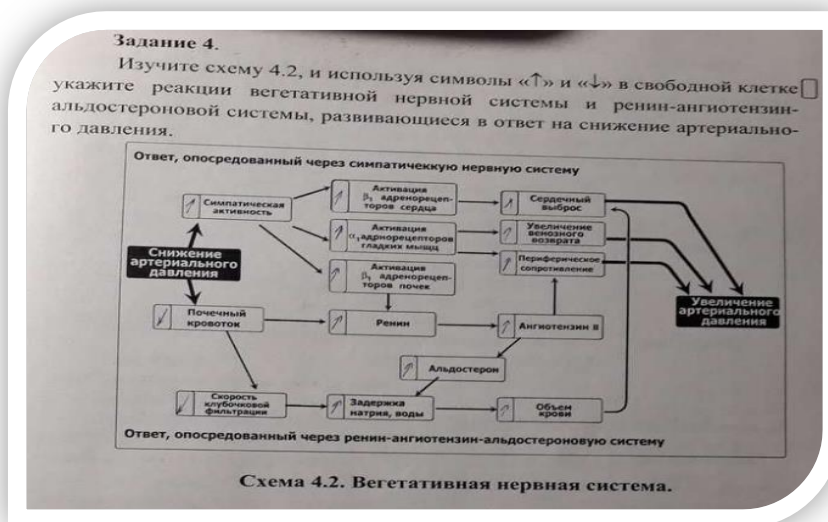 Задание 4.
Изучите схему 4.2, и используя символы «↑» и «↓» в свободной клетке
укажите реакции вегетативной нервной системы и ренин-ангиотензин-
альдостероновой системы, развивающиеся в ответ на снижение артериально-
го давления.
Ответ, опосредованный через симпатичеккую нервную систему
↑ Симпатическая
активность
↑ Активация
β₁ адренорецеп-
торов сердца
↑ Сердечный
выброс
↑ Активация
α₁адрнорецепторов
гладких мыщц
↑ Увеличение
венозного
возврата
↑ Периферическое
сопротивление
Снижение
артериального
давления
↑ Активация
β₁ адренорецеп-
торов почек
Увеличение
артериального
давления
↓ Почечный
кровоток
↑ Ренин
↑ Ангиотензин II
↑ Альдостерон
↓ Скорость
клубочковой
фильтрации
↑ Задержка
натрия, воды
↑ Объем
крови
Ответ, опосредованный через ренин-ангиотензин-альдостероновую систему
Схема 4.2. Вегетативная нервная система.